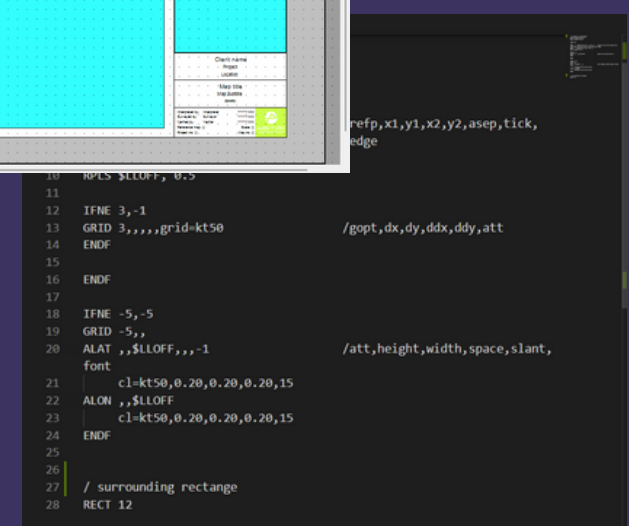 Client name
Project
Location
Map title
Map Subtitle
refp,x1,y1,x2,y2,asep,tick,
edge
10 RPLS $LLOFF, 0.5
11
12 IFNE 3,-1
13 GRID 3,,,,,grid=kt50 /gopt,dx,dy,ddx,ddy,att
14 ENDF
15
16 ENDF
17
18 IFNE -5,-5
19 GRID -5,,
20 ALAT ,,$LLOFF,,,-1 /att,height,width,space,slant,
font
21 cl=kt50,0.20,0.20,0.20,15
22 ALON ,,$LLOFF
23 cl=kt50,0.20,0.20,0.20,15
24 ENDF
25
26
27 / surrounding rectange
28 RECT 12